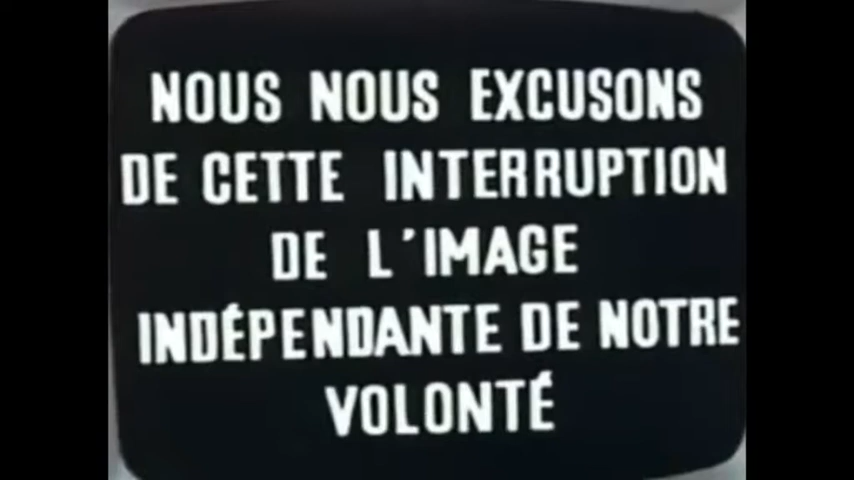 NOUS NOUS EXCUSONS
DE CETTE INTERRUPTION
DE L'IMAGE
INDÉPENDANTE DE NOTRE
VOLONTÉ